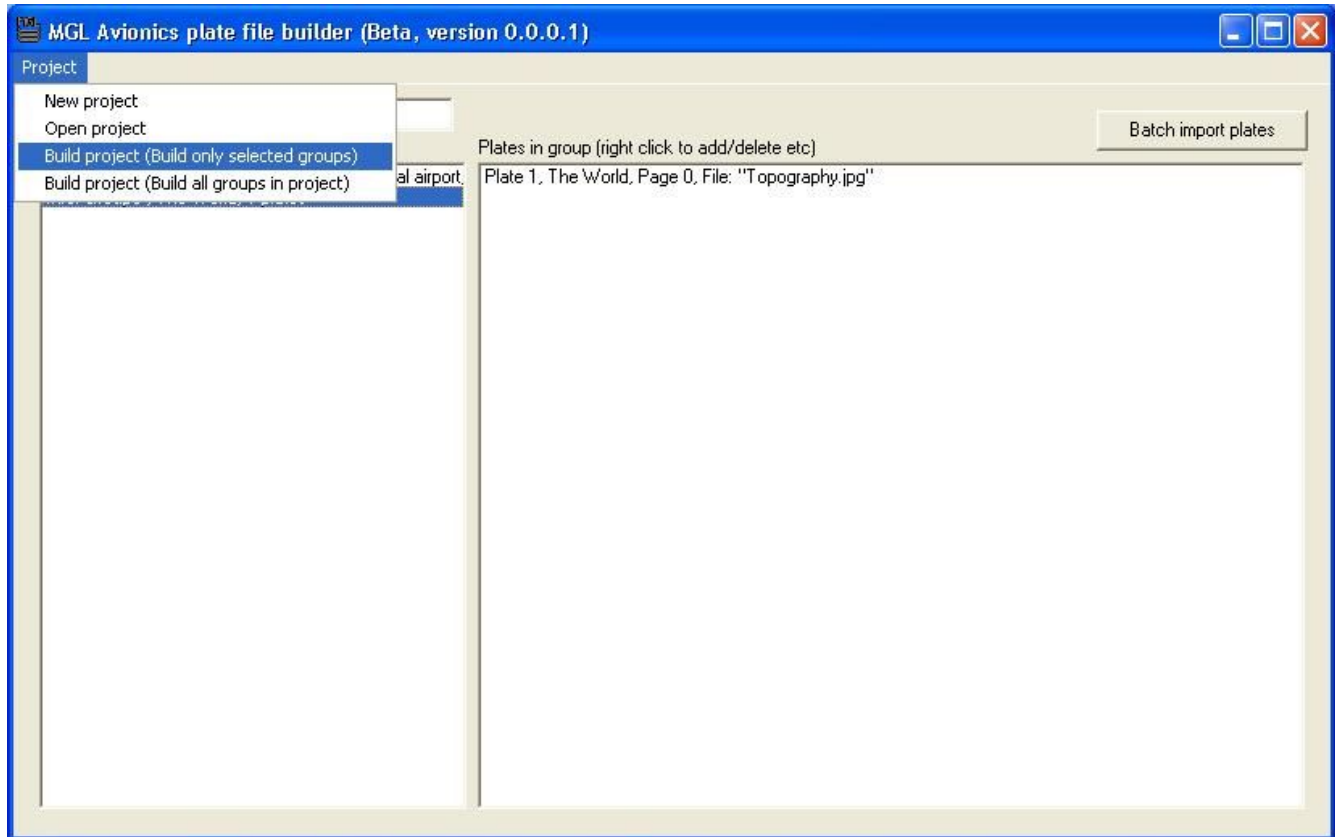 MGL Avionics plate file builder (Beta, version 0.0.0.1)
Project
New project
Open project
Build project (Build only selected groups)
Build project (Build all groups in project)
Batch import plates
Plates in group (right click to add/delete etc)
al airport,
Plate 1, The World, Page 0, File: "Topography.jpg"